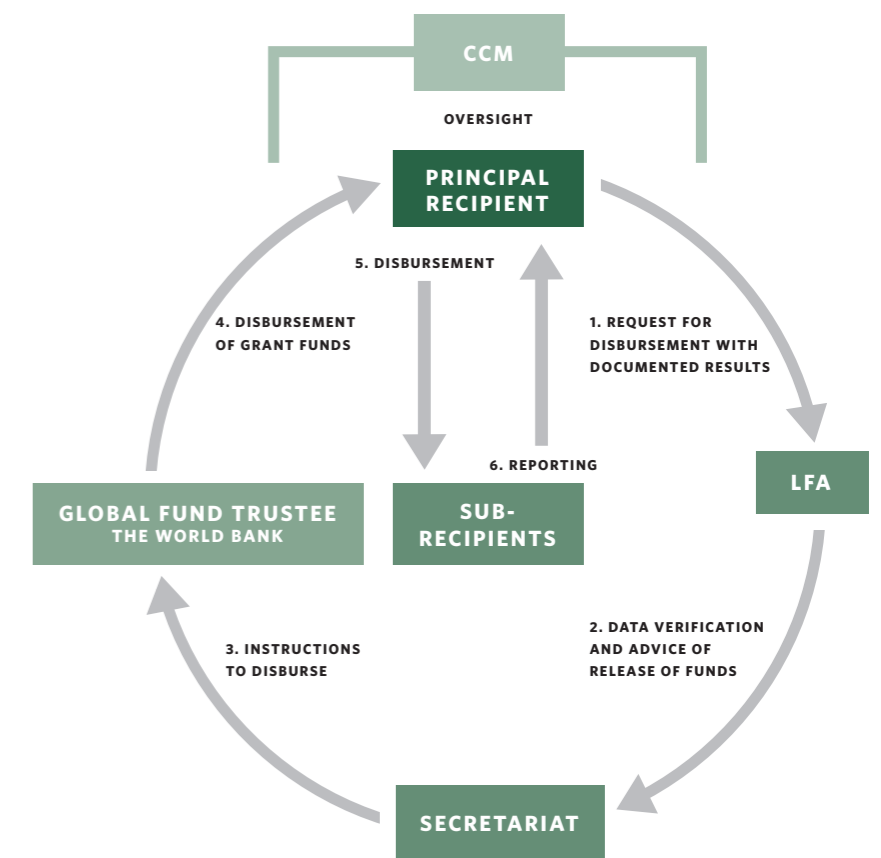 CCM
OVERSIGHT
PRINCIPAL
RECIPIENT
5. DISBURSEMENT
4. DISBURSEMENT
OF GRANT FUNDS
1. REQUEST FOR
DISBURSEMENT WITH
DOCUMENTED RESULTS
6. REPORTING
GLOBAL FUND TRUSTEE
THE WORLD BANK
SUB-
RECIPIENTS
LFA
3. INSTRUCTIONS
TO DISBURSE
2. DATA VERIFICATION
AND ADVICE OF
RELEASE OF FUNDS
SECRETARIAT